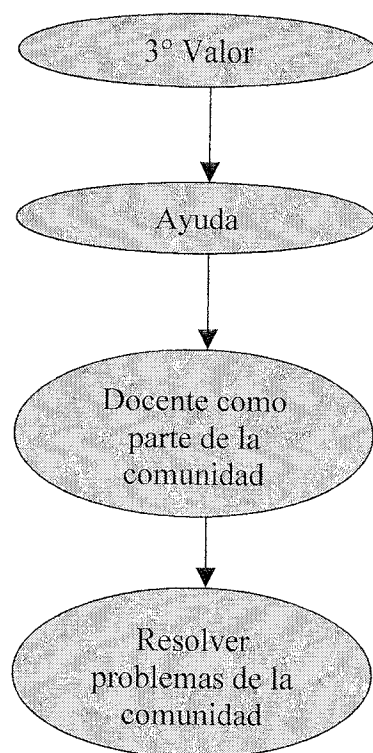 3° Valor
Ayuda
Docente como
parte de la
comunidad
Resolver
problemas de la
comunidad